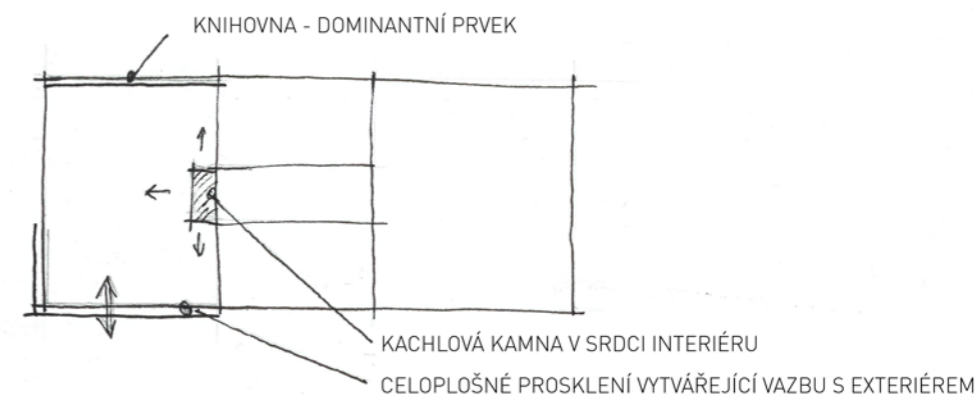 KNIHOVNA - DOMINANTNÍ PRVEK
KACHLOVÁ KAMNA V SRDCI INTERIÉRU
CELOPLOŠNÉ PROSKLENÍ VYTVÁŘEJÍCÍ VAZBU S EXTERIÉREM